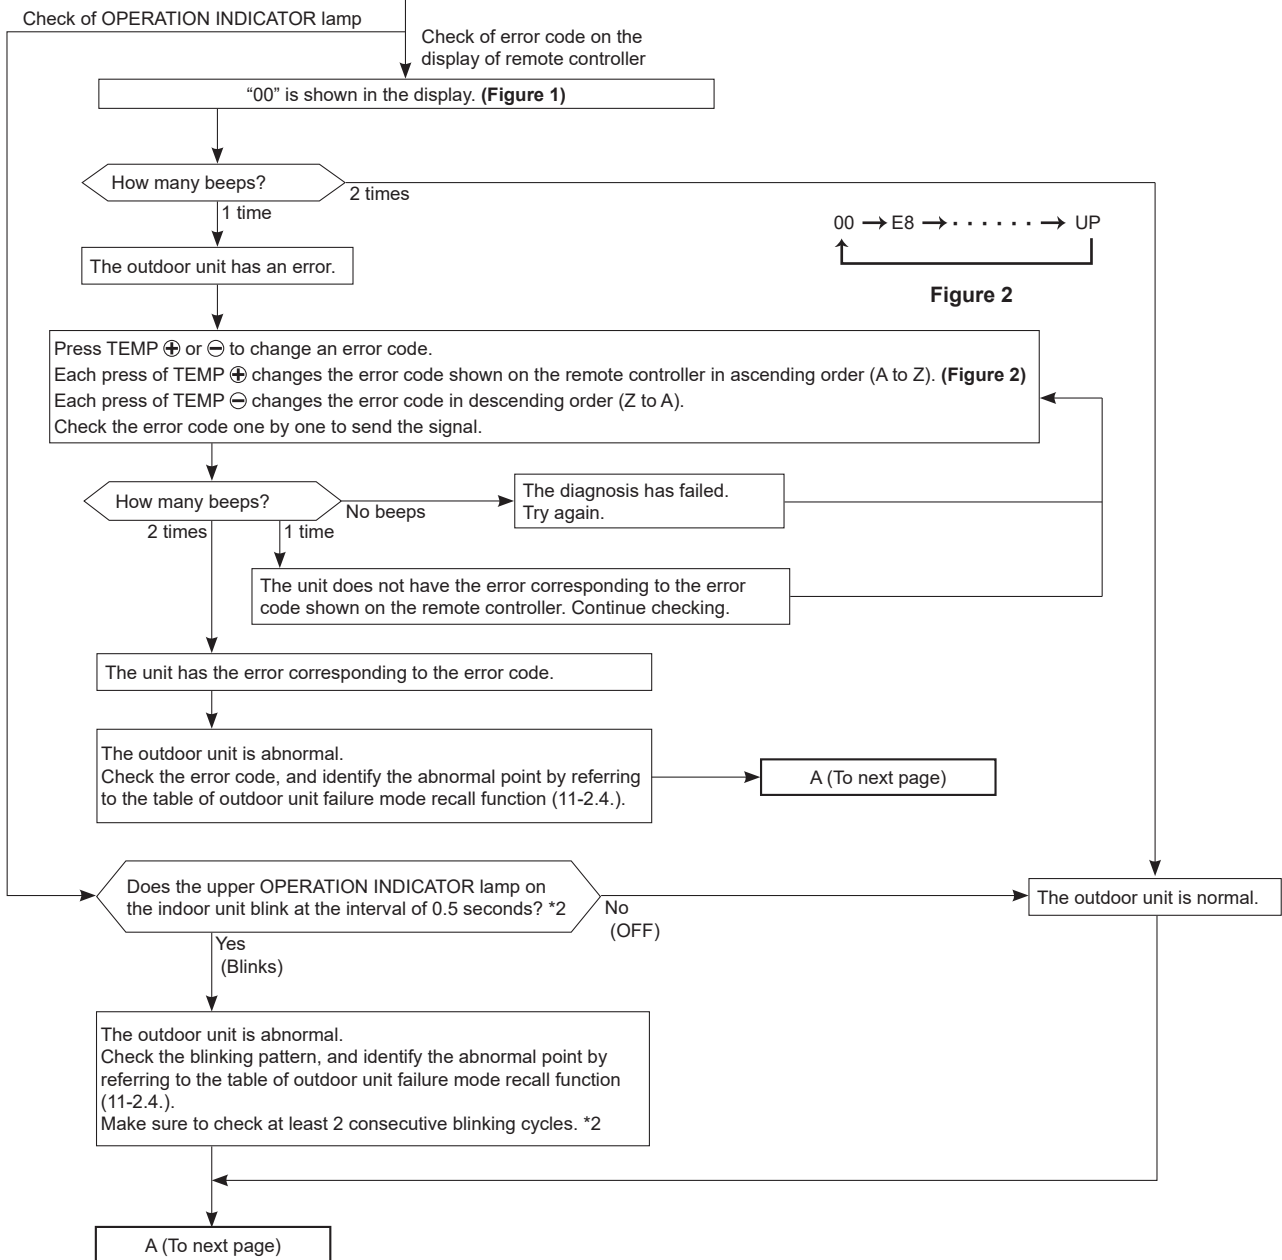 Check of OPERATION INDICATOR lamp
Check of error code on the
display of remote controller
“00” is shown in the display. (Figure 1)
How many beeps?
2 times
1 time
00 → E8 → · · · · · · → UP
Figure 2
The outdoor unit has an error.
Press TEMP ⊕ or ⊖ to change an error code.
Each press of TEMP ⊕ changes the error code shown on the remote controller in ascending order (A to Z). (Figure 2)
Each press of TEMP ⊖ changes the error code in descending order (Z to A).
Check the error code one by one to send the signal.
How many beeps?
No beeps
2 times
1 time
The diagnosis has failed.
Try again.
The unit does not have the error corresponding to the error
code shown on the remote controller. Continue checking.
The unit has the error corresponding to the error code.
The outdoor unit is abnormal.
Check the error code, and identify the abnormal point by referring
to the table of outdoor unit failure mode recall function (11-2.4.).
A (To next page)
Does the upper OPERATION INDICATOR lamp on
the indoor unit blink at the interval of 0.5 seconds? *2
No
(OFF)
The outdoor unit is normal.
Yes
(Blinks)
The outdoor unit is abnormal.
Check the blinking pattern, and identify the abnormal point by
referring to the table of outdoor unit failure mode recall function
(11-2.4.).
Make sure to check at least 2 consecutive blinking cycles. *2
A (To next page)